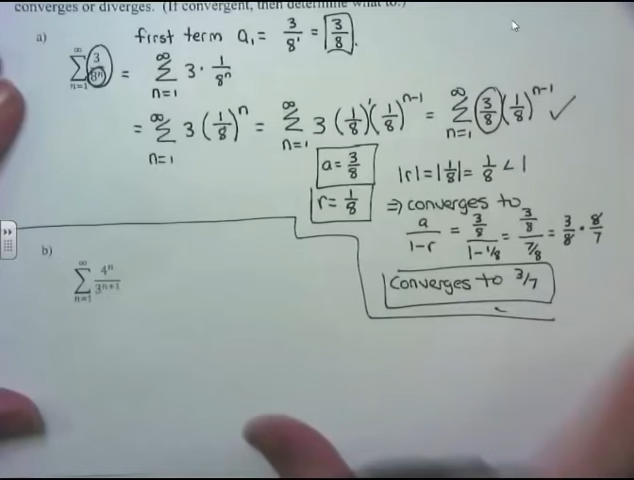 converges or diverges. (If convergent, then determine what to.)
a)
first term a₁ = 3/8¹ = 3/8.
∞ Σ n=1 3/8ⁿ = ∞ Σ n=1 3 · 1/8ⁿ
= ∞ Σ n=1 3 (1/8)ⁿ = ∞ Σ n=1 3 (1/8)¹ (1/8)ⁿ⁻¹ = ∞ Σ n=1 (3/8) (1/8)ⁿ⁻¹ ✓
a = 3/8
r = 1/8
|r| = |1/8| = 1/8 < 1
⇒ converges to
a/(1-r) = (3/8)/(1-1/8) = (3/8)/(7/8) = 3/8 · 8/7
Converges to 3/7
b)
∞ Σ n=1 4ⁿ/3ⁿ⁺¹